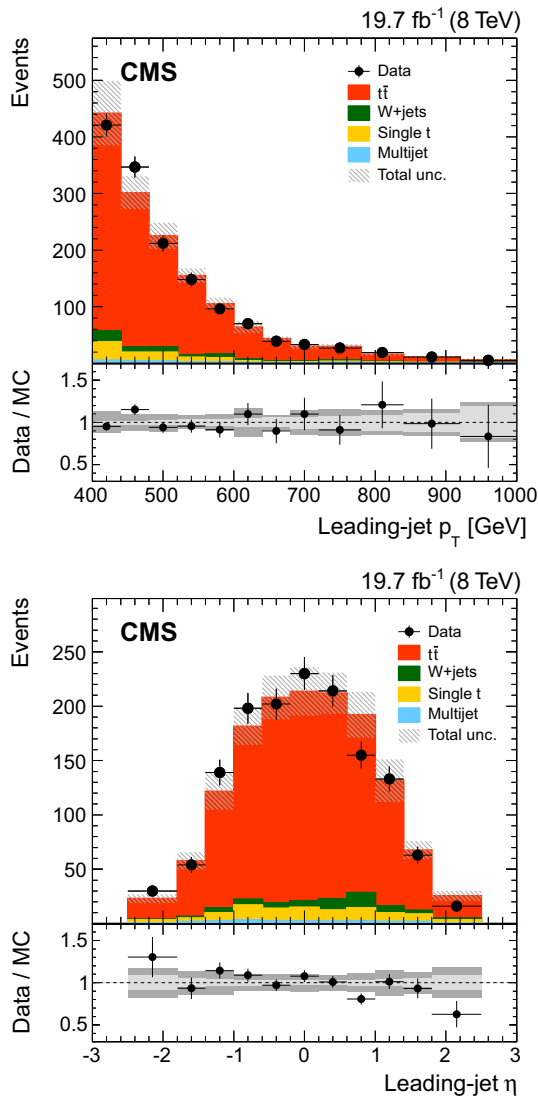 19.7 fb⁻¹ (8 TeV)
CMS
Events
Data
tt̄
W+jets
Single t
Multijet
Total unc.
500
400
300
200
100
Data / MC
1.5
1
0.5
400 500 600 700 800 900 1000
Leading-jet p_T [GeV]
19.7 fb⁻¹ (8 TeV)
CMS
Events
Data
tt̄
W+jets
Single t
Multijet
Total unc.
250
200
150
100
50
Data / MC
1.5
1
0.5
-3 -2 -1 0 1 2 3
Leading-jet η